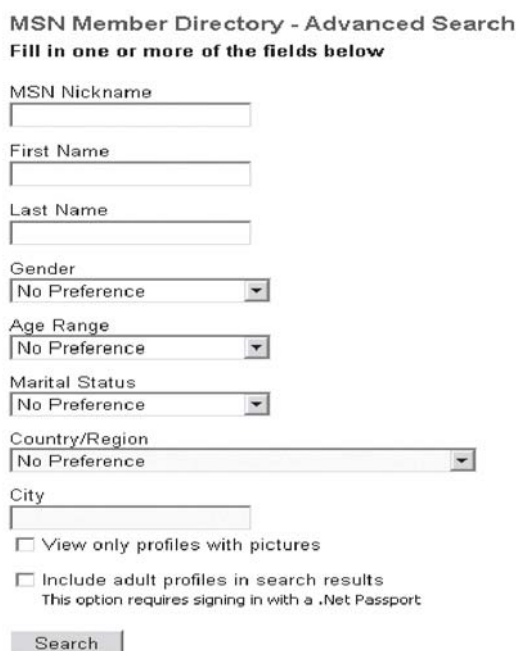 MSN Member Directory - Advanced Search
Fill in one or more of the fields below
MSN Nickname
First Name
Last Name
Gender
No Preference
Age Range
No Preference
Marital Status
No Preference
Country/Region
No Preference
City
View only profiles with pictures
Include adult profiles in search results
This option requires signing in with a .Net Passport
Search